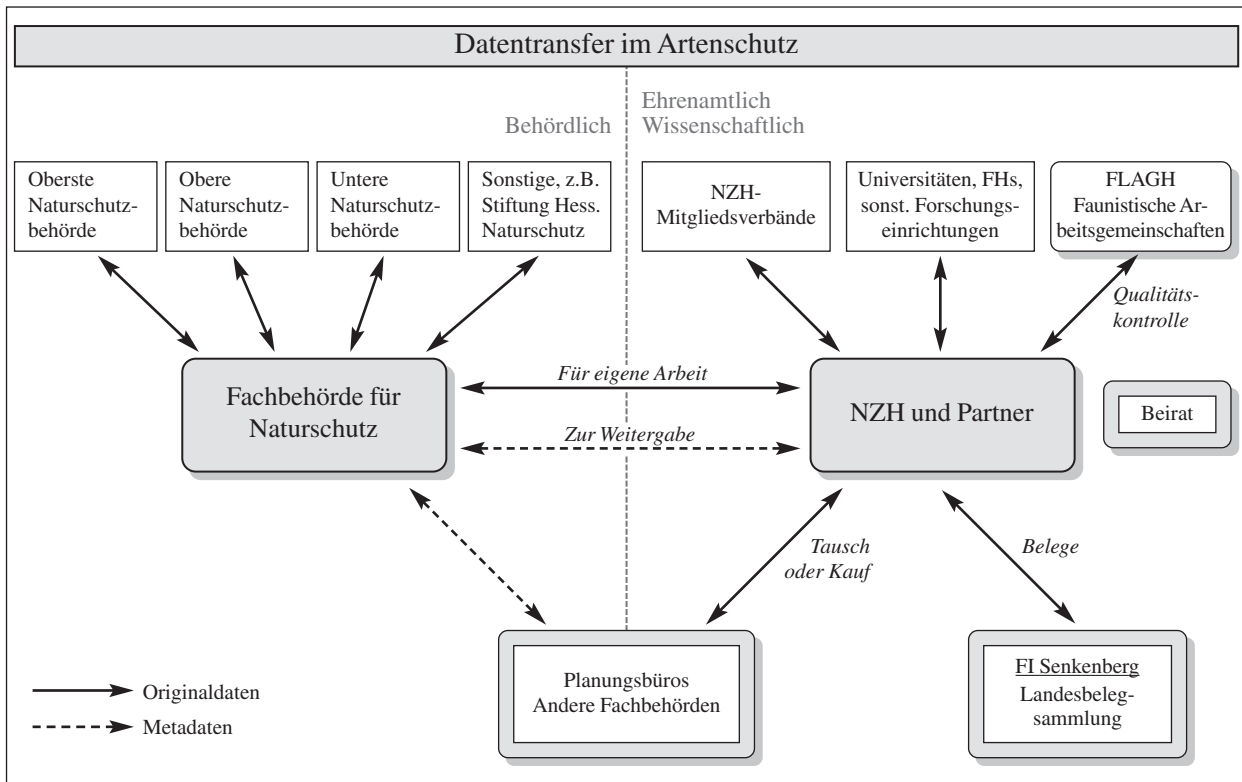 Datentransfer im Artenschutz
Behördlich
Ehrenamtlich
Wissenschaftlich
Oberste
Naturschutz-
behörde
Obere
Naturschutz-
behörde
Untere
Naturschutz-
behörde
Sonstige, z.B.
Stiftung Hess.
Naturschutz
NZH-
Mitgliedsverbände
Universitäten, FHs,
sonst. Forschungs-
einrichtungen
FLAGH
Faunistische Ar-
beitsgemeinschaften
Qualitäts-
kontrolle
Fachbehörde für
Naturschutz
Für eigene Arbeit
Zur Weitergabe
NZH und Partner
Beirat
Tausch
oder Kauf
Belege
Planungsbüros
Andere Fachbehörden
FI Senkenberg
Landesbeleg-
sammlung
Originaldaten
Metadaten